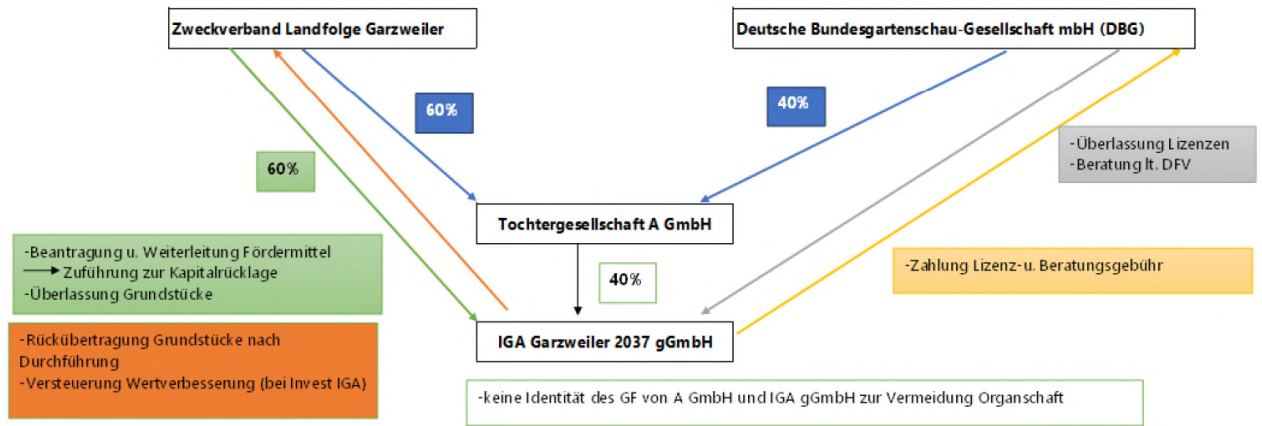 Zweckverband Landfolge Garzweiler
Deutsche Bundesgartenschau-Gesellschaft mbH (DBG)
60%
40%
60%
-Überlassung Lizenzen
-Beratung lt. DFV
Tochtergesellschaft A GmbH
-Beantragung u. Weiterleitung Fördermittel
Zuführung zur Kapitalrücklage
-Überlassung Grundstücke
40%
-Zahlung Lizenz-u. Beratungsgebühr
-Rückübertragung Grundstücke nach
Durchführung
-Versteuerung Wertverbesserung (bei Invest IGA)
IGA Garzweiler 2037 gGmbH
-keine Identität des GF von A GmbH und IGA gGmbH zur Vermeidung Organschaft